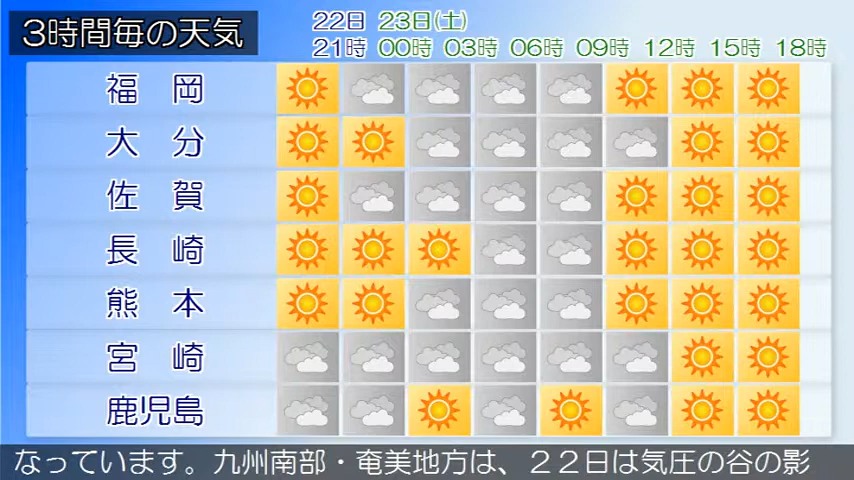 3時間毎の天気
22日 23日(土)
21時 00時 03時 06時 09時 12時 15時 18時
福岡
大分
佐賀
長崎
熊本
宮崎
鹿児島
なっています。九州南部・奄美地方は、２２日は気圧の谷の影